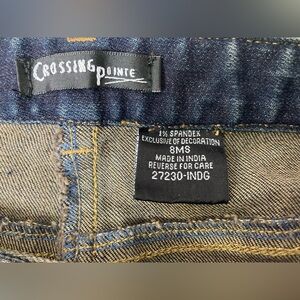 CROSSING POINTE
1% SPANDEX
EXCLUSIVE OF DECORATION
8MS
MADE IN INDIA
REVERSE FOR CARE
27230-INDG